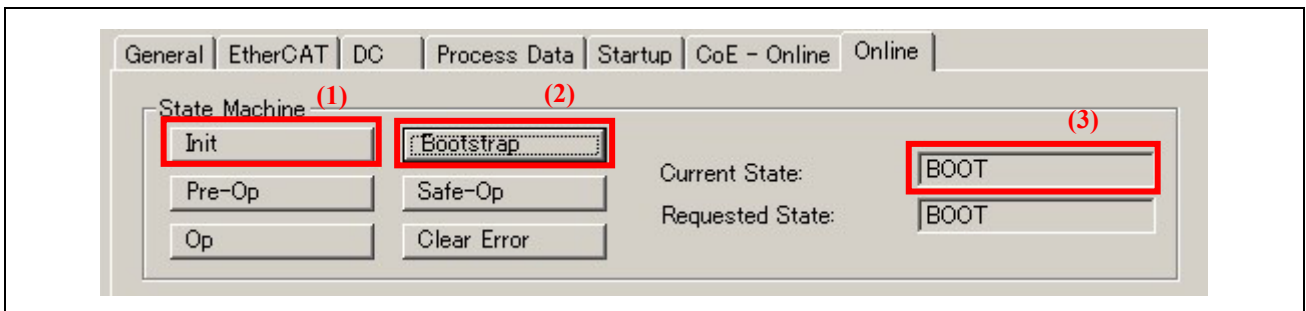 General EtherCAT DC Process Data Startup CoE - Online Online
State Machine (1) (2) (3)
Init Bootstrap
Current State: BOOT
Pre-Op Safe-Op
Requested State: BOOT
Op Clear Error